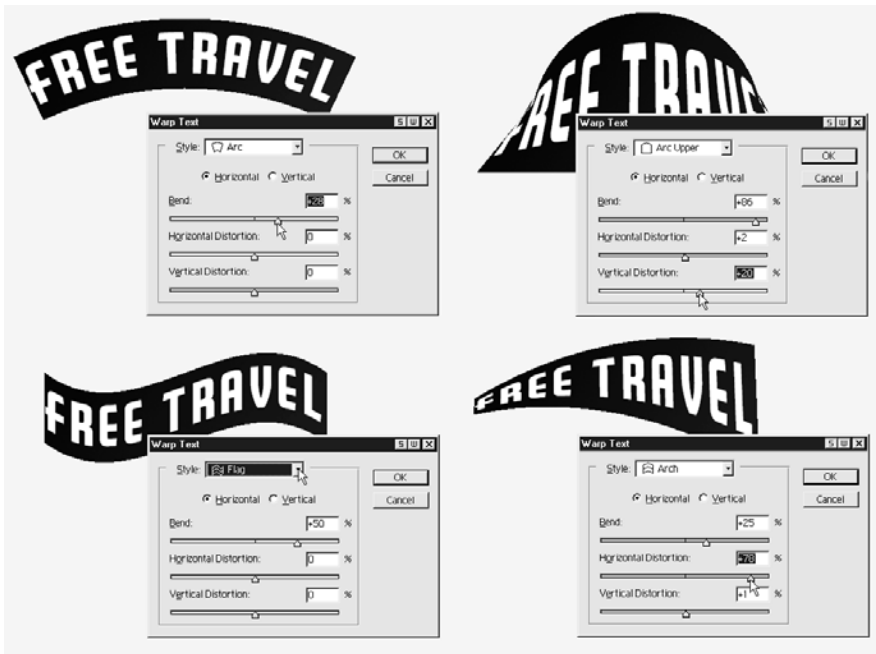 FREE TRAVEL
Warp Text
S U X
Style: Arc
OK
Horizontal Vertical
Cancel
Bend: +28 %
Horizontal Distortion: 0 %
Vertical Distortion: 0 %
FREE TRAVE
Warp Text
S U X
Style: Arc Upper
OK
Horizontal Vertical
Cancel
Bend: +86 %
Horizontal Distortion: +2 %
Vertical Distortion: +20 %
FREE TRAVEL
Warp Text
S U X
Style: Flag
OK
Horizontal Vertical
Cancel
Bend: +50 %
Horizontal Distortion: 0 %
Vertical Distortion: 0 %
FREE TRAVEL
Warp Text
S U X
Style: Arch
OK
Horizontal Vertical
Cancel
Bend: +25 %
Horizontal Distortion: +78 %
Vertical Distortion: +1 %